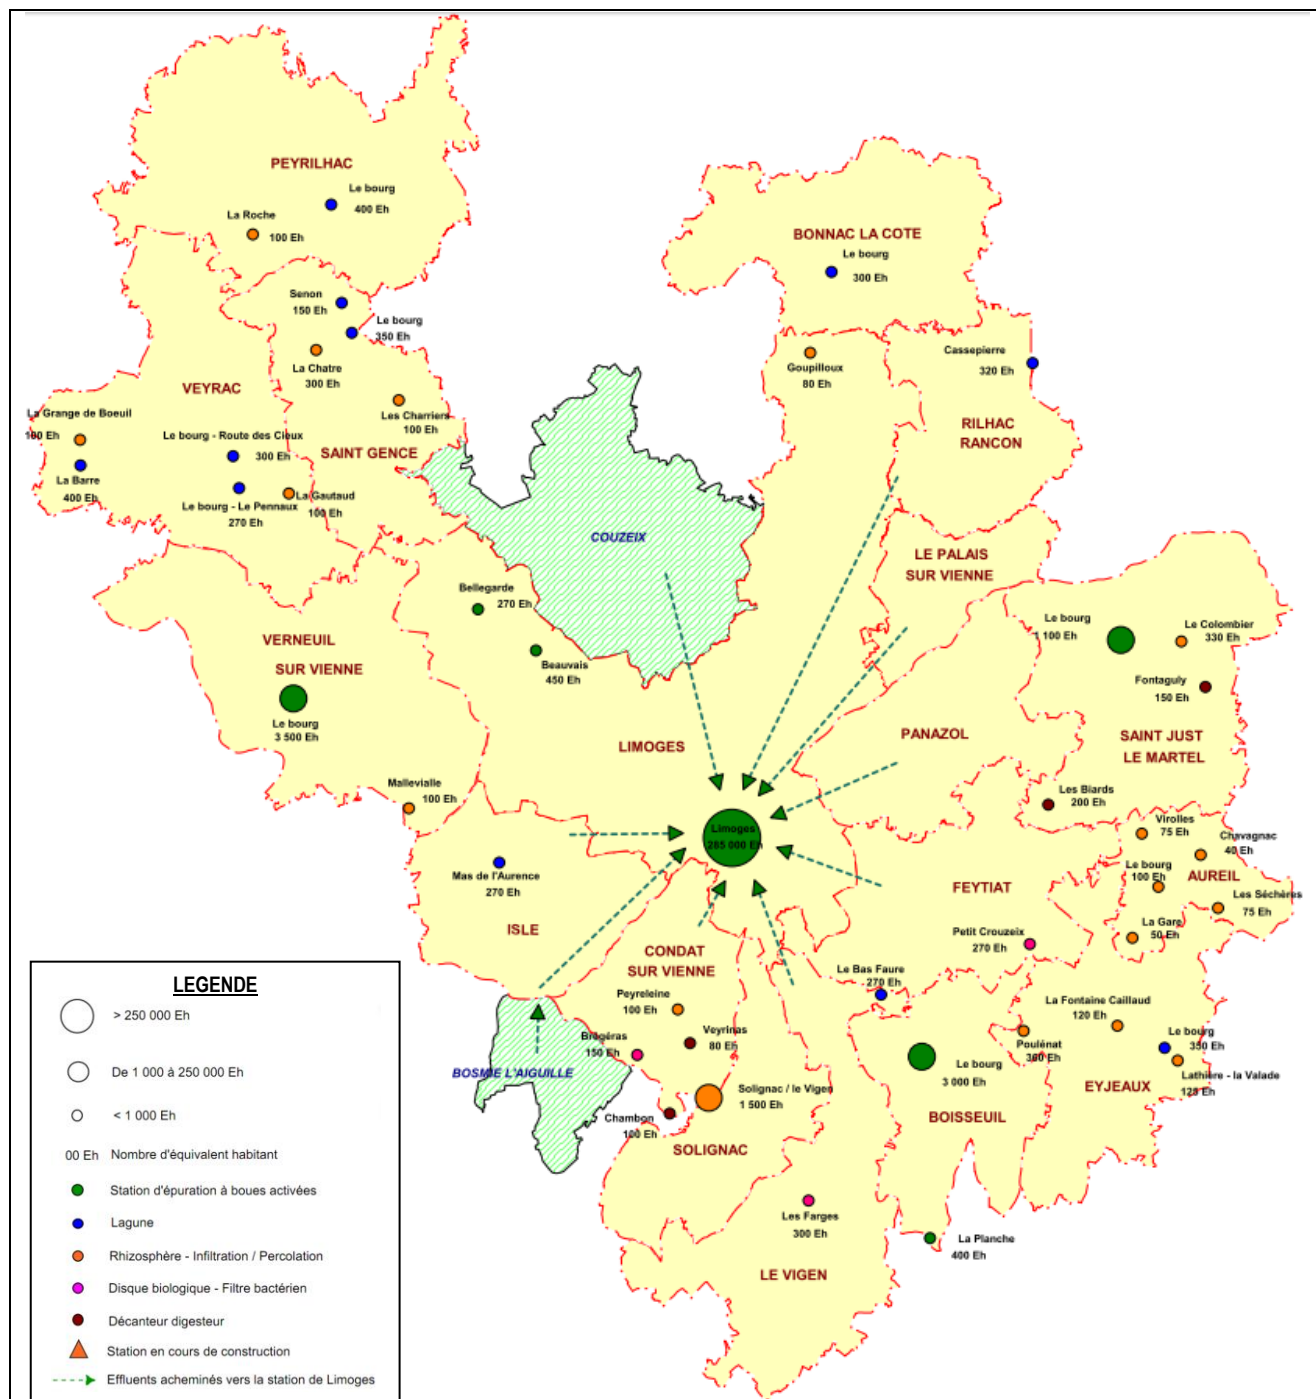 PEYRILHAC
Le bourg
400 Eh
La Roche
100 Eh
BONNAC LA COTE
Le bourg
300 Eh
Senon
150 Eh
Le bourg
350 Eh
La Chatre
300 Eh
Les Charriers
100 Eh
SAINT GENCE
VEYRAC
La Grange de Boeuil
La Barre
400 Eh
Le bourg - Route des Cieux
300 Eh
Le bourg - Le Pennaux
270 Eh
La Gautaud
100 Eh
Goupilloux
80 Eh
Cassepierre
320 Eh
RILHAC
RANCON
COUZEIX
LE PALAIS
SUR VIENNE
Bellegarde
270 Eh
Beauvais
450 Eh
VERNEUIL
SUR VIENNE
Le bourg
3 500 Eh
Mallevialle
100 Eh
LIMOGES
PANAZOL
Le bourg
1 100 Eh
Le Colombier
330 Eh
Fontaguly
150 Eh
SAINT JUST
LE MARTEL
Les Biards
200 Eh
Limoges
285 000 Eh
Virolles
75 Eh
Chavagnac
40 Eh
Le bourg
100 Eh
AUREIL
Les Séchères
75 Eh
La Gare
50 Eh
Mas de l'Aurence
270 Eh
ISLE
FEYTIAT
Petit Crouzeix
270 Eh
CONDAT
SUR VIENNE
Le Bas Faure
270 Eh
Peyreleine
100 Eh
Veyrinas
80 Eh
Brégéras
150 Eh
BOSMIE L'AIGUILLE
Chambon
100 Eh
Solignac / le Vigen
1 500 Eh
SOLIGNAC
La Fontaine Caillaud
120 Eh
Poulénat
360 Eh
Le bourg
350 Eh
Lathière - la Valade
125 Eh
EYJEAUX
Le bourg
3 000 Eh
BOISSEUIL
Les Farges
300 Eh
La Planche
400 Eh
LE VIGEN
LEGENDE
> 250 000 Eh
De 1 000 à 250 000 Eh
< 1 000 Eh
00 Eh Nombre d'équivalent habitant
Station d'épuration à boues activées
Lagune
Rhizosphère - Infiltration / Percolation
Disque biologique - Filtre bactérien
Décanteur digesteur
Station en cours de construction
Effluents acheminés vers la station de Limoges